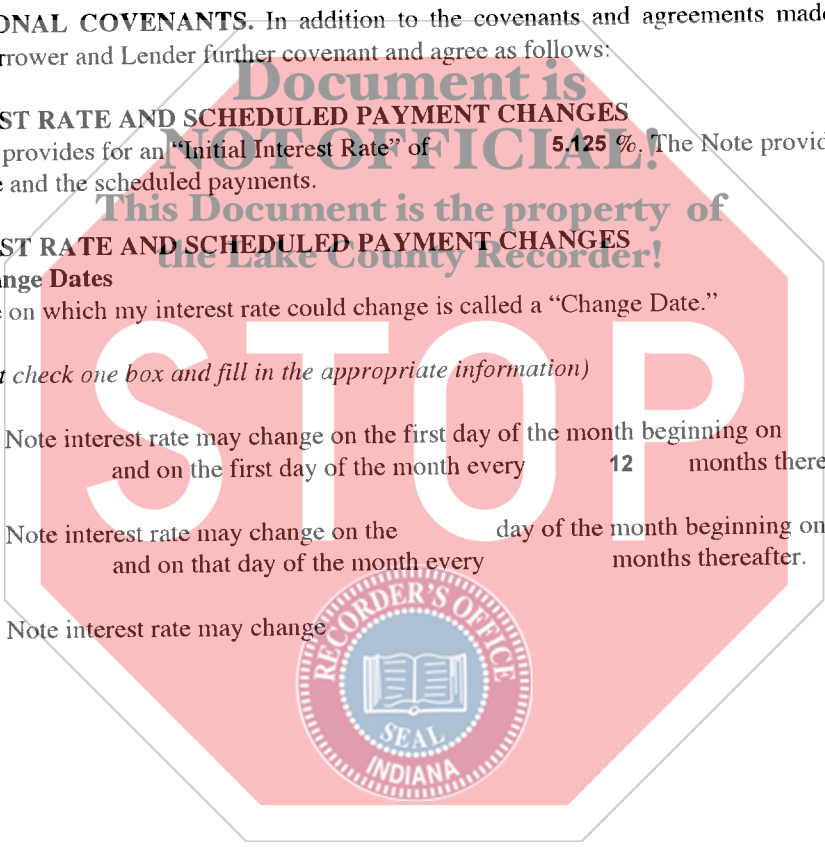 ONAL COVENANTS. In addition to the covenants and agreements made
rrower and Lender further covenant and agree as follows:
Document is
ST RATE AND SCHEDULED PAYMENT CHANGES
NOT OFFICIAL!
provides for an “Initial Interest Rate” of 5.125 %. The Note provid
e and the scheduled payments.
This Document is the property of
ST RATE AND SCHEDULED PAYMENT CHANGES
the Lake County Recorder!
nge Dates
e on which my interest rate could change is called a “Change Date.”
STOP
t check one box and fill in the appropriate information)
Note interest rate may change on the first day of the month beginning on
and on the first day of the month every 12 months there
Note interest rate may change on the day of the month beginning on
and on that day of the month every months thereafter.
Note interest rate may change
RECORDER'S OFFICE
SEAL
INDIANA